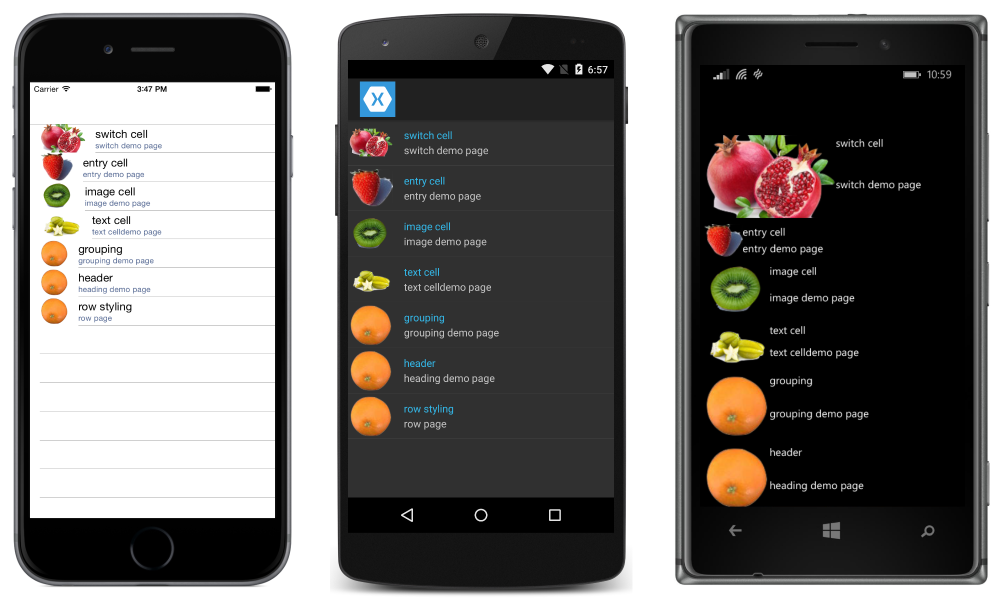 Carrier 3:47 PM
switch cell
switch demo page
entry cell
entry demo page
image cell
image demo page
text cell
text celldemo page
grouping
grouping demo page
header
heading demo page
row styling
row page
6:57
X
switch cell
switch demo page
entry cell
entry demo page
image cell
image demo page
text cell
text celldemo page
grouping
grouping demo page
header
heading demo page
row styling
row page
10:59
switch cell
switch demo page
entry cell
entry demo page
image cell
image demo page
text cell
text celldemo page
grouping
grouping demo page
header
heading demo page